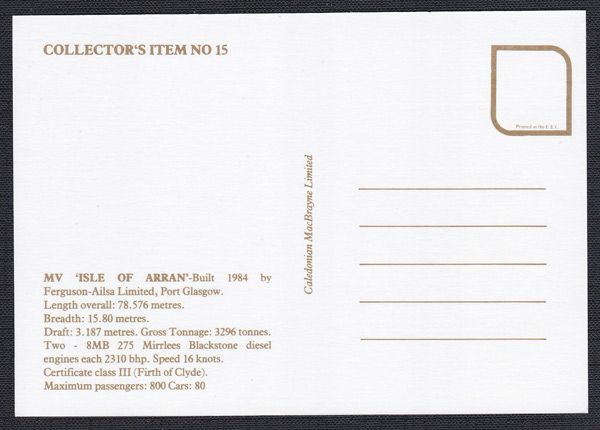 COLLECTOR'S ITEM NO 15
Printed in the E.E.C.
Caledonian MacBrayne Limited
MV 'ISLE OF ARRAN'-Built 1984 by
Ferguson-Ailsa Limited, Port Glasgow.
Length overall: 78.576 metres.
Breadth: 15.80 metres.
Draft: 3.187 metres. Gross Tonnage: 3296 tonnes.
Two - 8MB 275 Mirrlees Blackstone diesel
engines each 2310 bhp. Speed 16 knots.
Certificate class III (Firth of Clyde).
Maximum passengers: 800 Cars: 80